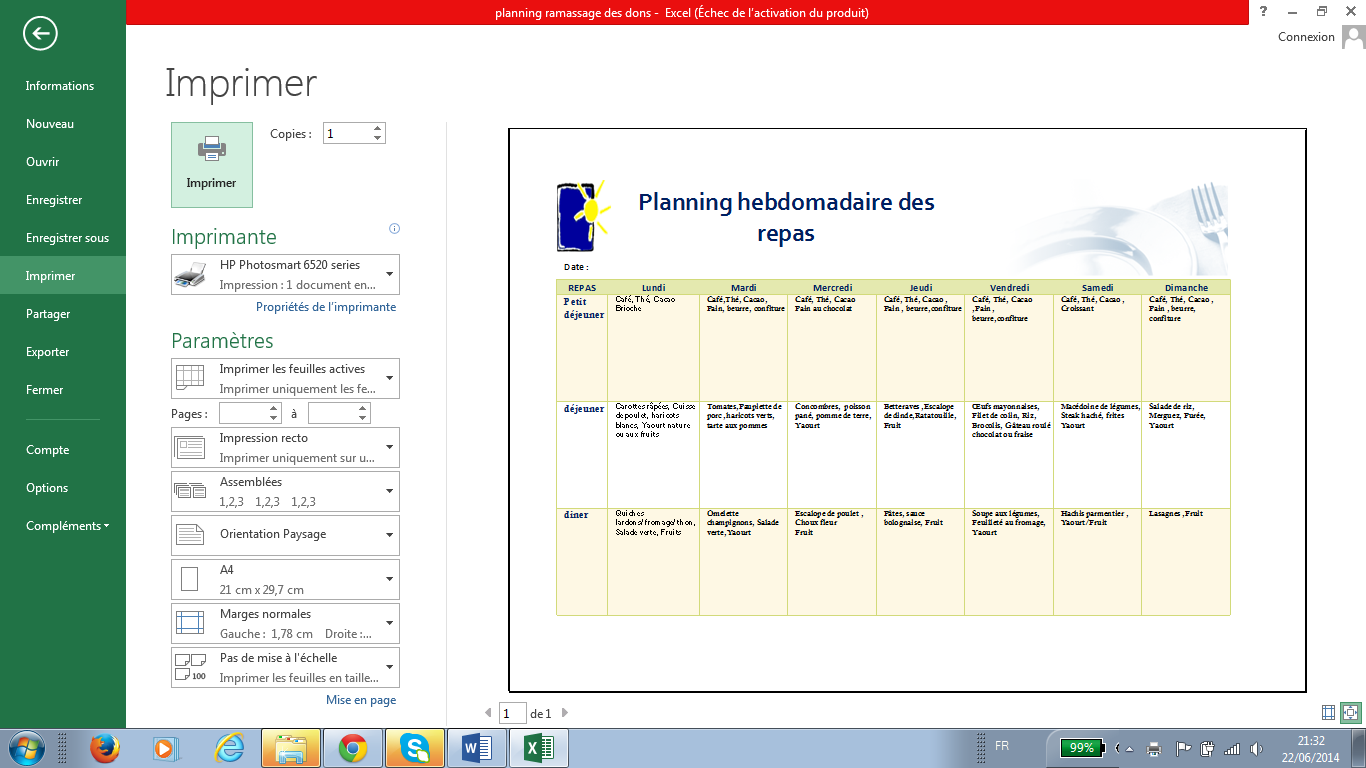 planning ramassage des dons - Excel (Échec de l'activation du produit)
?
Connexion
Informations
Nouveau
Ouvrir
Enregistrer
Enregistrer sous
Imprimer
Partager
Exporter
Fermer
Compte
Options
Compléments
Imprimer
Imprimer
Copies : 1
Imprimante
HP Photosmart 6520 series
Impression : 1 document en...
Propriétés de l'imprimante
Paramètres
Imprimer les feuilles actives
Imprimer uniquement les fe...
Pages : à
Impression recto
Imprimer uniquement sur u...
Assemblées
1,2,3 1,2,3 1,2,3
Orientation Paysage
A4
21 cm x 29,7 cm
Marges normales
Gauche : 1,78 cm Droite :...
100
Pas de mise à l'échelle
Imprimer les feuilles en taille...
Mise en page
Planning hebdomadaire des
repas
Date :
REPAS Lundi Mardi Mercredi Jeudi Vendredi Samedi Dimanche
Petit
déjeuner
Café, Thé, Cacao
Brioche
Café,Thé, Cacao,
Pain, beurre, confiture
Café, Thé, Cacao
Pain au chocolat
Café, Thé, Cacao ,
Pain , beurre,confiture
Café, Thé, Cacao
,Pain ,
beurre,confiture
Café, Thé, Cacao ,
Croissant
Café, Thé, Cacao ,
Pain , beurre,
confiture
déjeuner
Carottes râpées, Cuisse
de poulet, haricots
blancs, Yaourt nature
ou aux fruits
Tomates,Paupiette de
porc ,haricots verts,
tarte aux pommes
Concombres, poisson
pané, pomme de terre,
Yaourt
Betteraves ,Escalope
de dinde,Ratatouille,
Fruit
Œufs mayonnaises,
Filet de colin, Riz,
Brocolis, Gâteau roulé
chocolat ou fraise
Macédoine de légumes,
Steak haché, frites
Yaourt
Salade de riz,
Merguez, Purée,
Yaourt
diner
Quiches
lardons/fromage/thon,
Salade verte, Fruits
Omelette
champignons, Salade
verte,Yaourt
Escalope de poulet ,
Choux fleur
Fruit
Pâtes, sauce
bolognaise, Fruit
Soupe aux légumes,
Feuilleté au fromage,
Yaourt
Hachis parmentier ,
Yaourt/Fruit
Lasagnes ,Fruit
1 de 1
FR
99%
21:32
22/06/2014